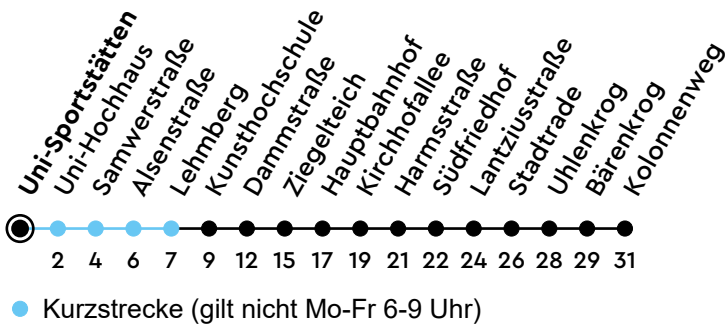 Uni-Sportstätten
Uni-Hochhaus
Samwerstraße
Alsenstraße
Lehmberg
Kunsthochschule
Dammstraße
Ziegelteich
Hauptbahnhof
Kirchhofallee
Harmsstraße
Südfriedhof
Lantziusstraße
Stadtrade
Uhlenkrog
Bärenkrog
Kolonnenweg
2 4 6 7 9 12 15 17 19 21 22 24 26 28 29 31
Kurzstrecke (gilt nicht Mo-Fr 6-9 Uhr)